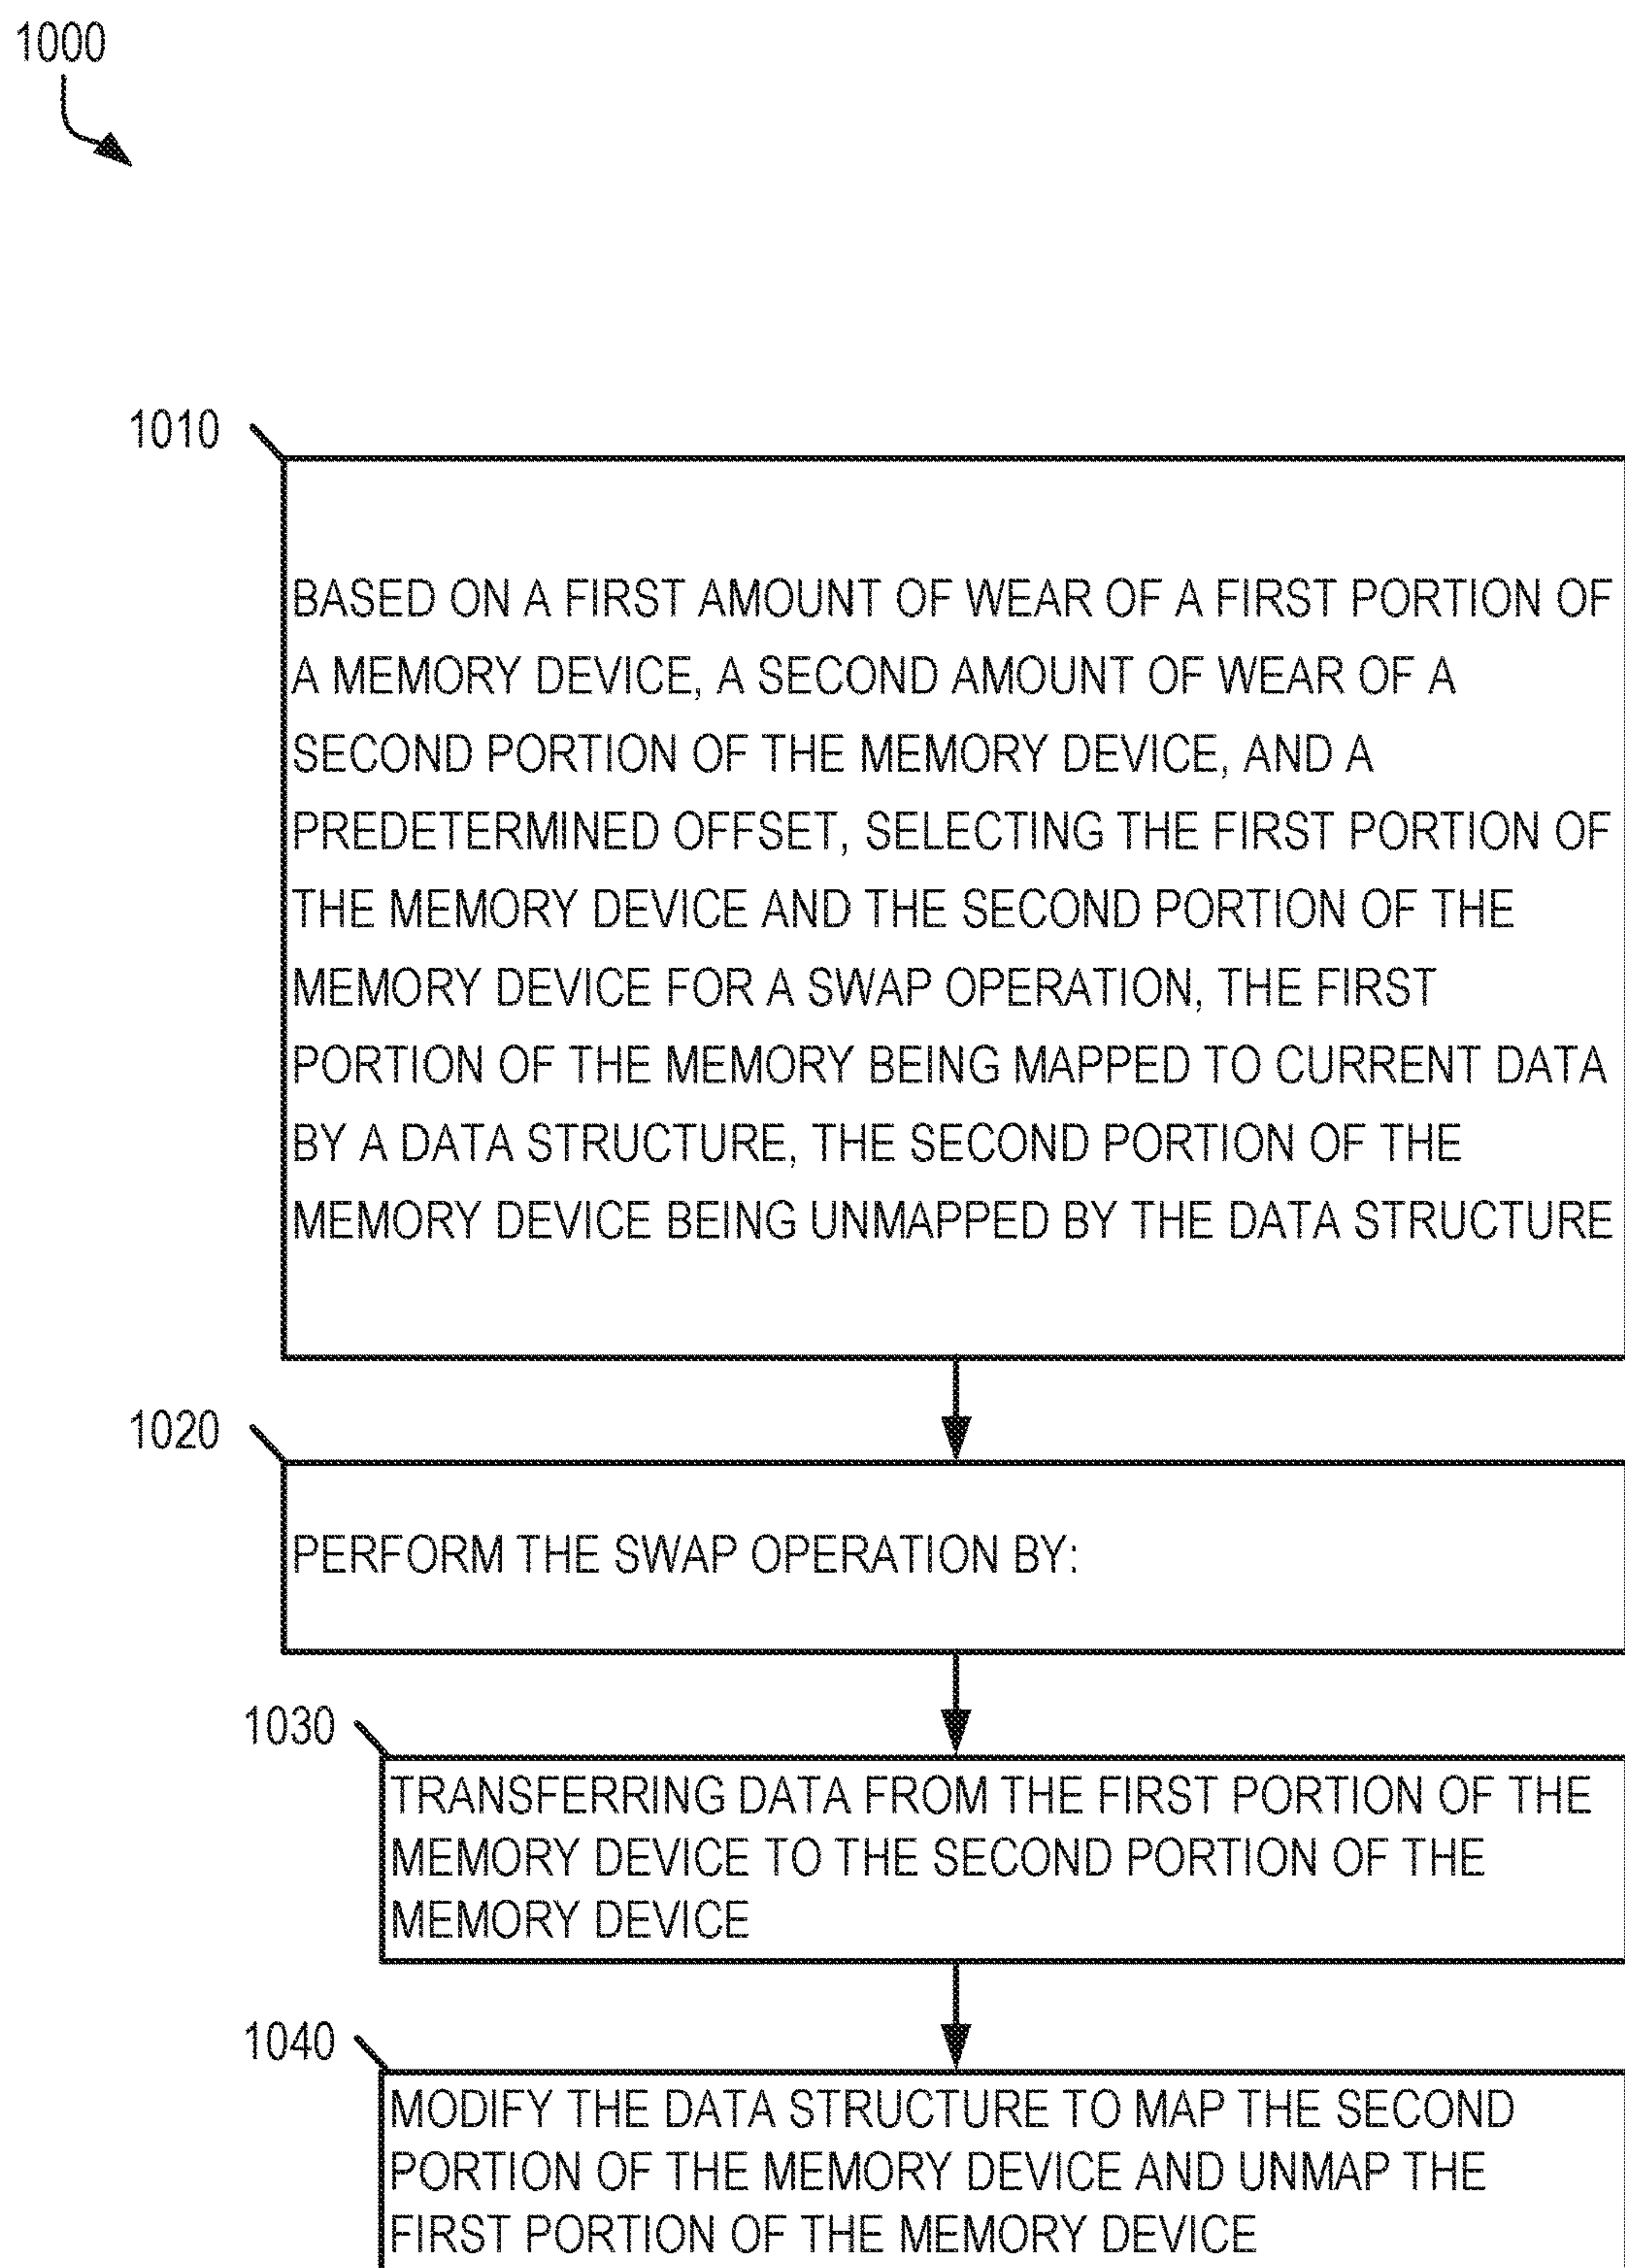 1000
1010
BASED ON A FIRST AMOUNT OF WEAR OF A FIRST PORTION OF
A MEMORY DEVICE, A SECOND AMOUNT OF WEAR OF A
SECOND PORTION OF THE MEMORY DEVICE, AND A
PREDETERMINED OFFSET, SELECTING THE FIRST PORTION OF
THE MEMORY DEVICE AND THE SECOND PORTION OF THE
MEMORY DEVICE FOR A SWAP OPERATION, THE FIRST
PORTION OF THE MEMORY BEING MAPPED TO CURRENT DATA
BY A DATA STRUCTURE, THE SECOND PORTION OF THE
MEMORY DEVICE BEING UNMAPPED BY THE DATA STRUCTURE
1020
PERFORM THE SWAP OPERATION BY:
1030
TRANSFERRING DATA FROM THE FIRST PORTION OF THE
MEMORY DEVICE TO THE SECOND PORTION OF THE
MEMORY DEVICE
1040
MODIFY THE DATA STRUCTURE TO MAP THE SECOND
PORTION OF THE MEMORY DEVICE AND UNMAP THE
FIRST PORTION OF THE MEMORY DEVICE